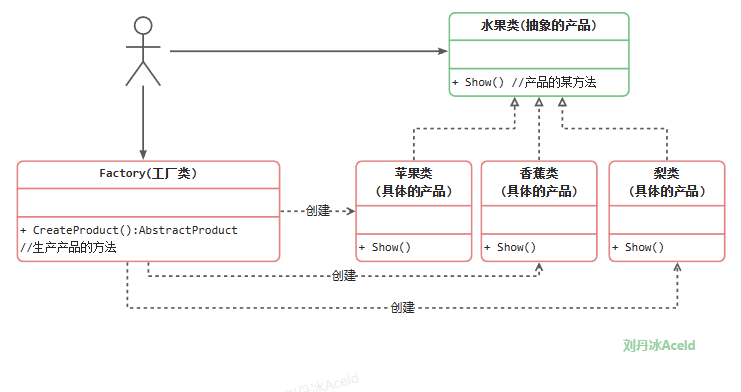 水果类(抽象的产品)
+ Show() //产品的某方法
Factory(工厂类)
+ CreateProduct():AbstractProduct
//生产产品的方法
创建
苹果类
(具体的产品)
+ Show()
香蕉类
(具体的产品)
+ Show()
梨类
(具体的产品)
+ Show()
创建
创建
刘丹冰Aceld
刘丹冰Aceld